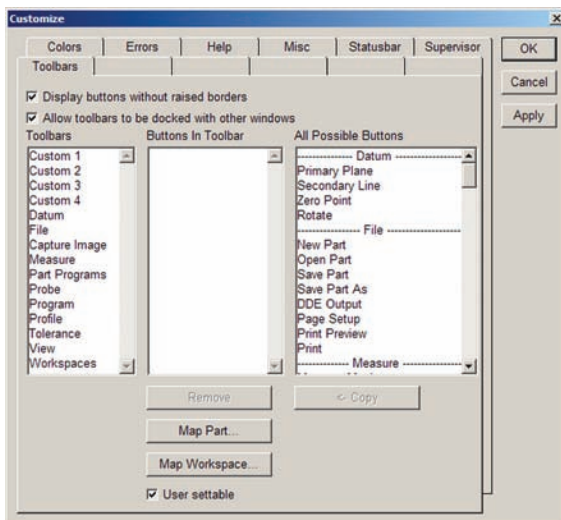 Customize
Colors Errors Help Misc Statusbar Supervisor
Toolbars
OK
Cancel
Apply
Display buttons without raised borders
Allow toolbars to be docked with other windows
Toolbars
Custom 1
Custom 2
Custom 3
Custom 4
Datum
File
Capture Image
Measure
Part Programs
Probe
Program
Profile
Tolerance
View
Workspaces
Buttons In Toolbar
All Possible Buttons
Datum
Primary Plane
Secondary Line
Zero Point
Rotate
File
New Part
Open Part
Save Part
Save Part As
DDE Output
Page Setup
Print Preview
Print
Measure
Remove
<- Copy
Map Part...
Map Workspace...
User settable